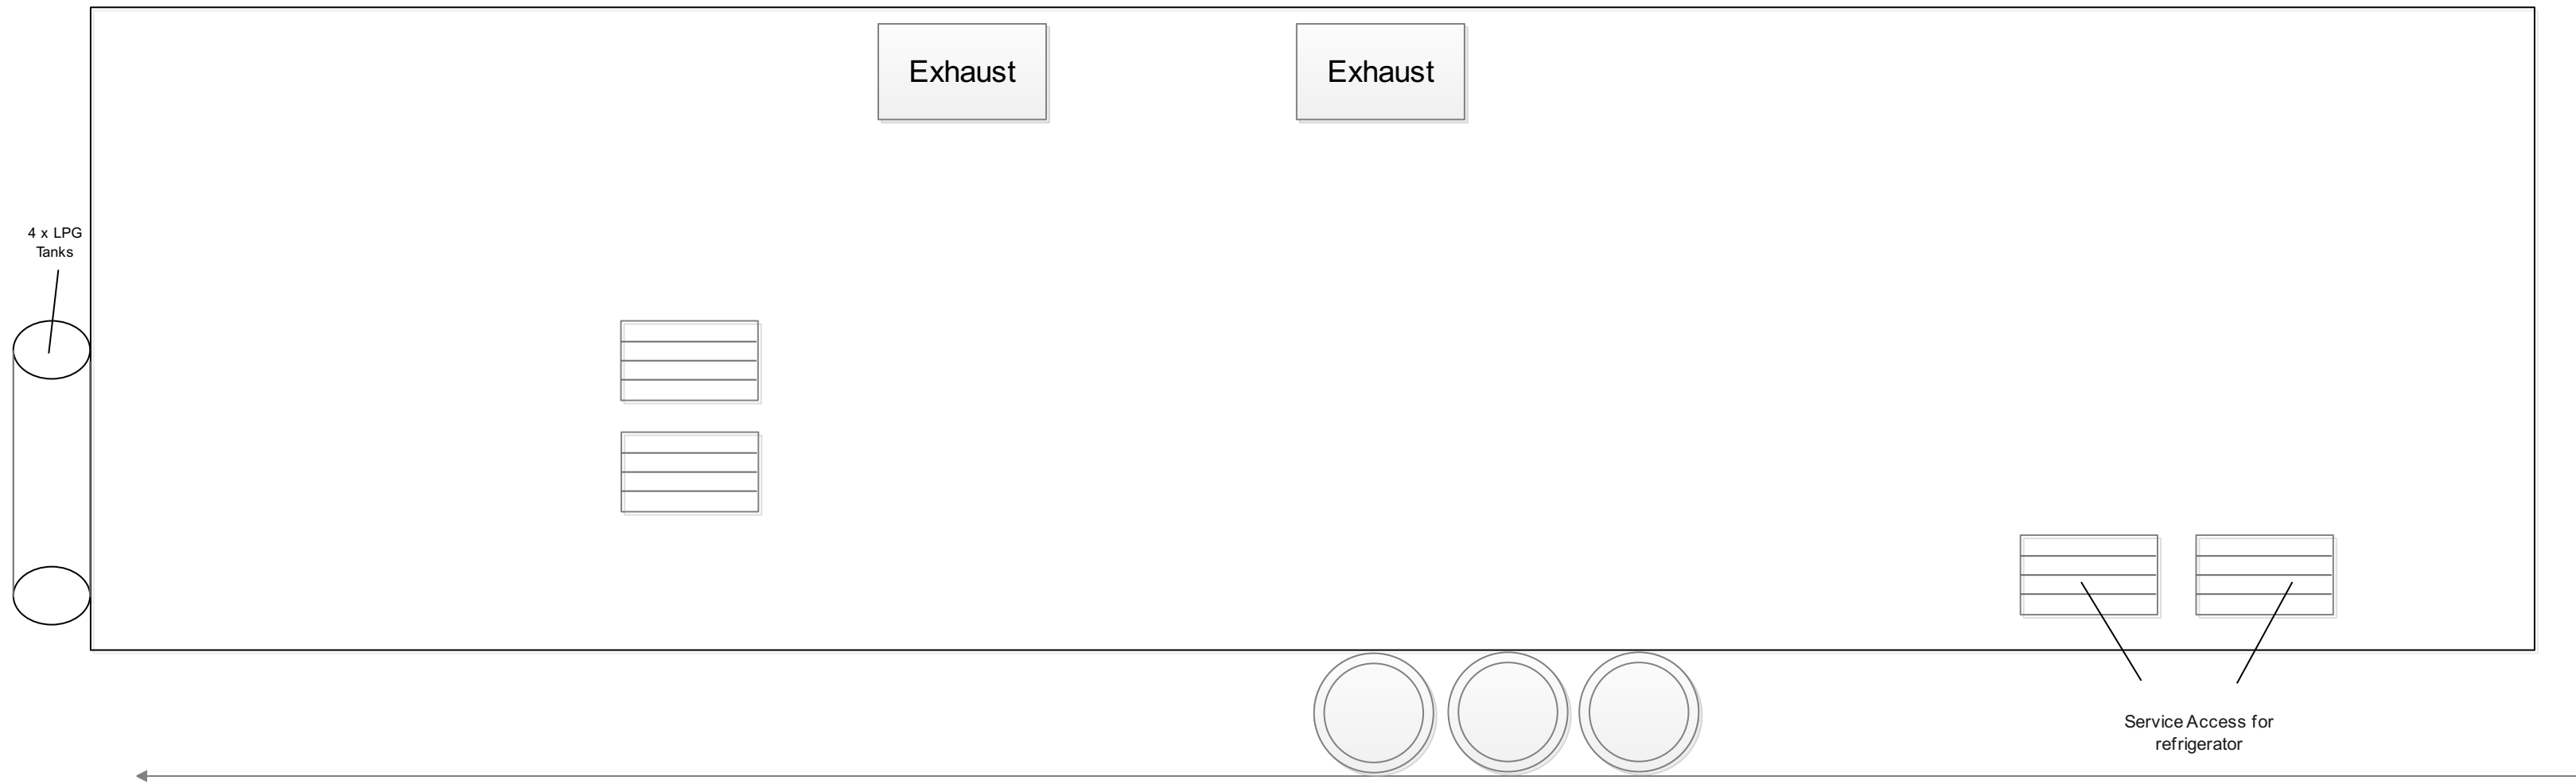 Exhaust
Exhaust
4 x LPG
Tanks
Service Access for
refrigerator